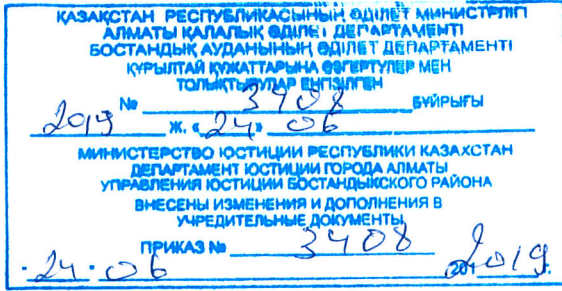 ҚАЗАҚСТАН РЕСПУБЛИКАСЫНЫҢ ӘДІЛЕТ МИНИСТРЛІГІ
АЛМАТЫ ҚАЛАЛЫҚ ӘДІЛЕТ ДЕПАРТАМЕНТІ
БОСТАНДЫҚ АУДАНЫНЫҢ ӘДІЛЕТ ДЕПАРТАМЕНТІ
ҚҰРЫЛТАЙ ҚҰЖАТТАРЫНА ӨЗГЕРТУЛЕР МЕН
ТОЛЫҚТЫРУЛАР ЕНГІЗІЛГЕН
№ 3408 БҰЙРЫҒЫ
2019 ж. «24» 06
МИНИСТЕРСТВО ЮСТИЦИИ РЕСПУБЛИКИ КАЗАХСТАН
ДЕПАРТАМЕНТ ЮСТИЦИИ ГОРОДА АЛМАТЫ
УПРАВЛЕНИЯ ЮСТИЦИИ БОСТАНДЫКСКОГО РАЙОНА
ВНЕСЕНЫ ИЗМЕНЕНИЯ И ДОПОЛНЕНИЯ В
УЧРЕДИТЕЛЬНЫЕ ДОКУМЕНТЫ
ПРИКАЗ № 3408
"24" 06 2019г.